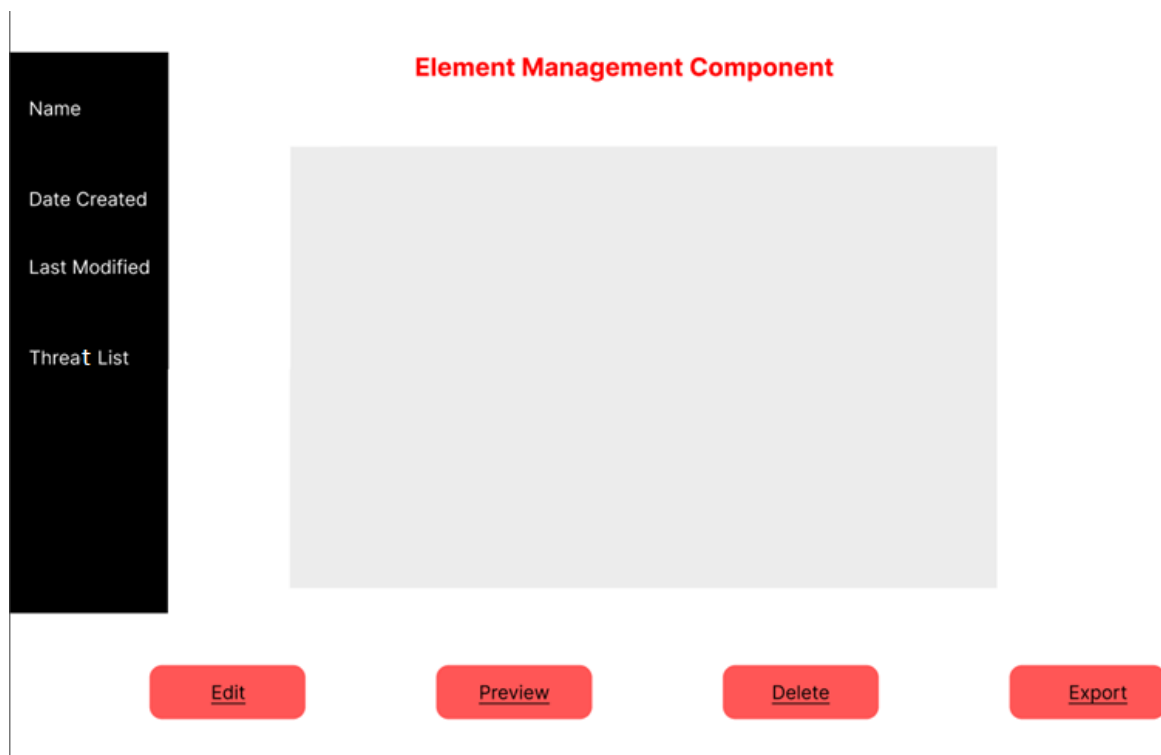 Element Management Component
Name
Date Created
Last Modified
Threat List
Edit
Preview
Delete
Export